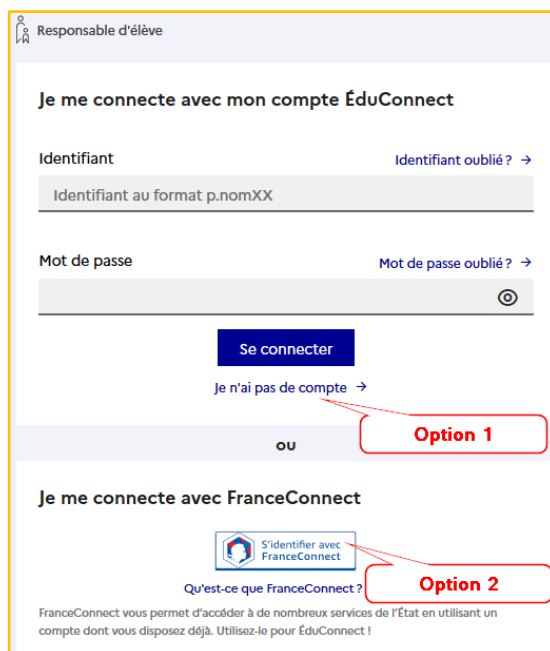 Responsable d'élève
Je me connecte avec mon compte ÉduConnect
Identifiant
Identifiant oublié ? →
Identifiant au format p.nomXX
Mot de passe
Mot de passe oublié ? →
Se connecter
Je n'ai pas de compte →
Option 1
OU
Je me connecte avec FranceConnect
S'identifier avec
FranceConnect
Qu'est-ce que FranceConnect ?
Option 2
FranceConnect vous permet d'accéder à de nombreux services de l'État en utilisant un
compte dont vous disposez déjà. Utilisez-le pour ÉduConnect !